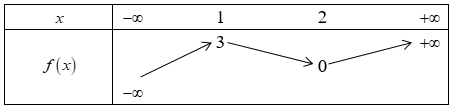 x −∞ 1 2 +∞
3 +∞
f(x) 0
−∞